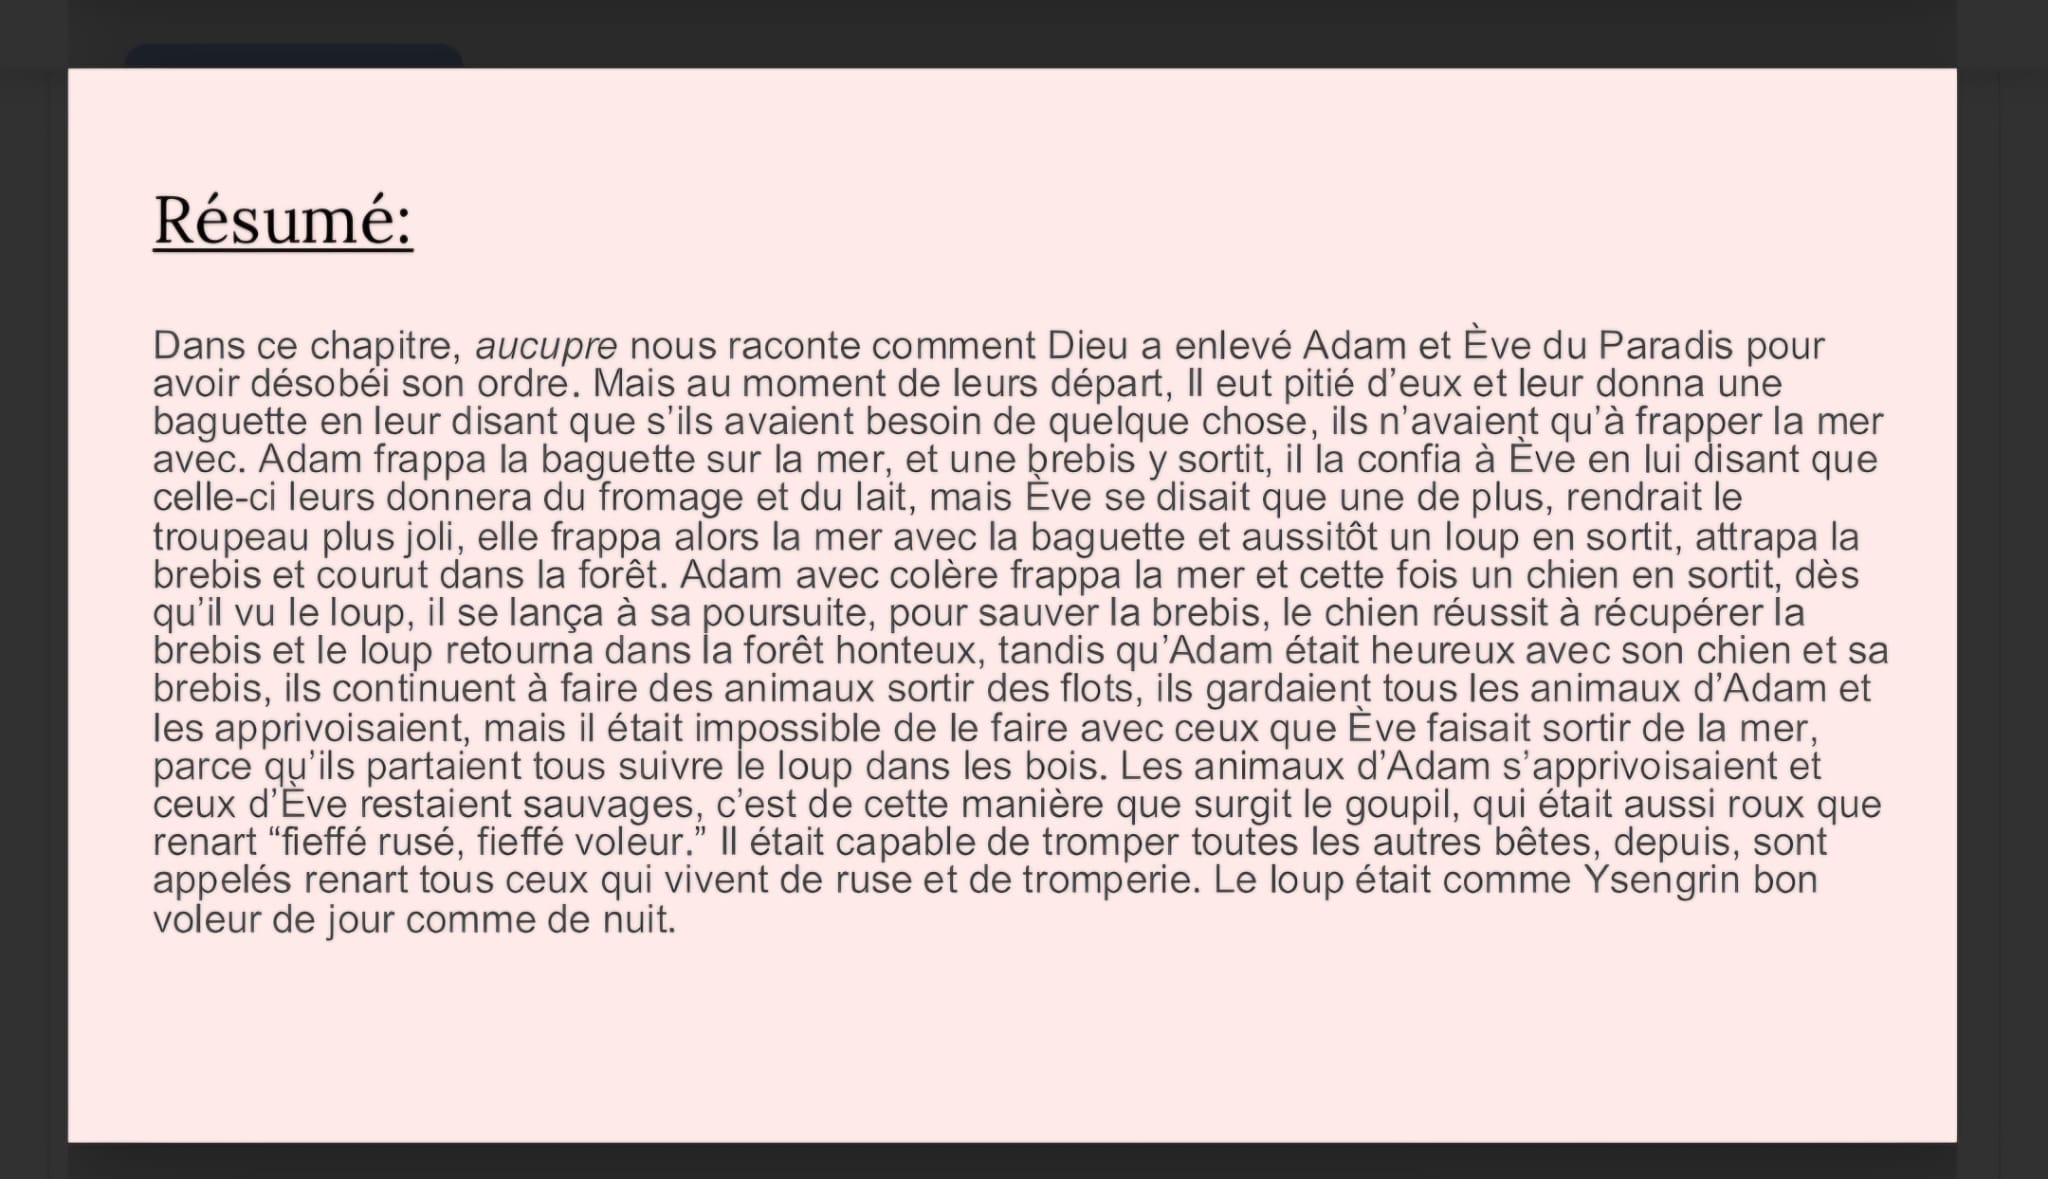 Résumé:
Dans ce chapitre, aucupre nous raconte comment Dieu a enlevé Adam et Ève du Paradis pour
avoir désobéi son ordre. Mais au moment de leurs départ, Il eut pitié d’eux et leur donna une
baguette en leur disant que s’ils avaient besoin de quelque chose, ils n’avaient qu’à frapper la mer
avec. Adam frappa la baguette sur la mer, et une brebis y sortit, il la confia à Ève en lui disant que
celle-ci leurs donnera du fromage et du lait, mais Ève se disait que une de plus, rendrait le
troupeau plus joli, elle frappa alors la mer avec la baguette et aussitôt un loup en sortit, attrapa la
brebis et courut dans la forêt. Adam avec colère frappa la mer et cette fois un chien en sortit, dès
qu’il vu le loup, il se lança à sa poursuite, pour sauver la brebis, le chien réussit à récupérer la
brebis et le loup retourna dans la forêt honteux, tandis qu’Adam était heureux avec son chien et sa
brebis, ils continuent à faire des animaux sortir des flots, ils gardaient tous les animaux d’Adam et
les apprivoisaient, mais il était impossible de le faire avec ceux que Ève faisait sortir de la mer,
parce qu’ils partaient tous suivre le loup dans les bois. Les animaux d’Adam s’apprivoisaient et
ceux d’Ève restaient sauvages, c’est de cette manière que surgit le goupil, qui était aussi roux que
renart “fieffé rusé, fieffé voleur.” Il était capable de tromper toutes les autres bêtes, depuis, sont
appelés renart tous ceux qui vivent de ruse et de tromperie. Le loup était comme Ysengrin bon
voleur de jour comme de nuit.